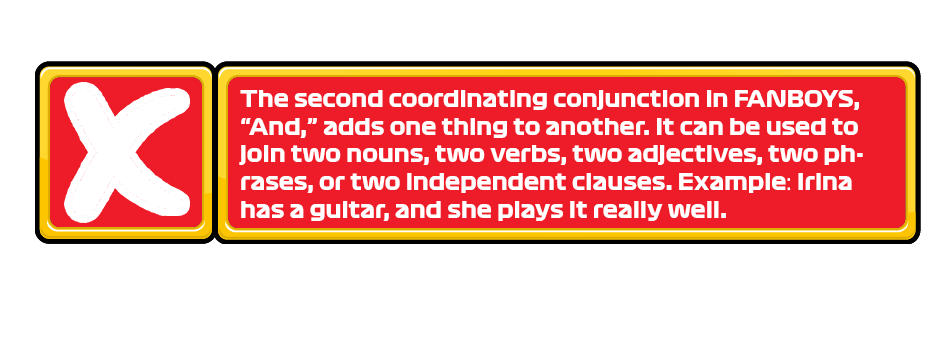 The second coordinating conjunction in FANBOYS,
“And,” adds one thing to another. It can be used to
join two nouns, two verbs, two adjectives, two ph-
rases, or two independent clauses. Example: Irina
has a guitar, and she plays it really well.